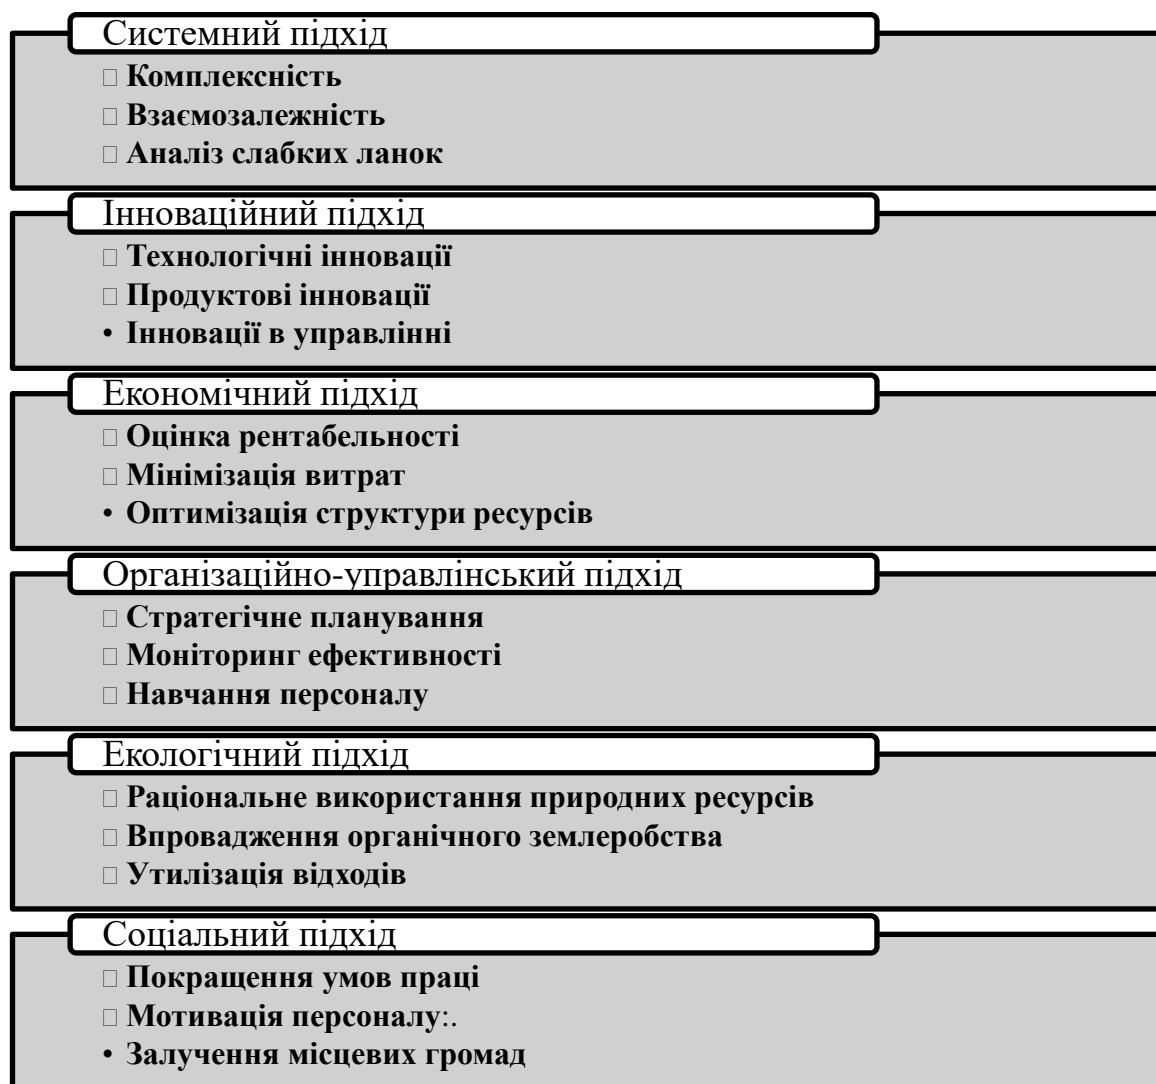 Системний підхід
□ Комплексність
□ Взаємозалежність
□ Аналіз слабких ланок
Інноваційний підхід
□ Технологічні інновації
□ Продуктові інновації
• Інновації в управлінні
Економічний підхід
□ Оцінка рентабельності
□ Мінімізація витрат
• Оптимізація структури ресурсів
Організаційно-управлінський підхід
□ Стратегічне планування
□ Моніторинг ефективності
□ Навчання персоналу
Екологічний підхід
□ Раціональне використання природних ресурсів
□ Впровадження органічного землеробства
□ Утилізація відходів
Соціальний підхід
□ Покращення умов праці
□ Мотивація персоналу:.
• Залучення місцевих громад